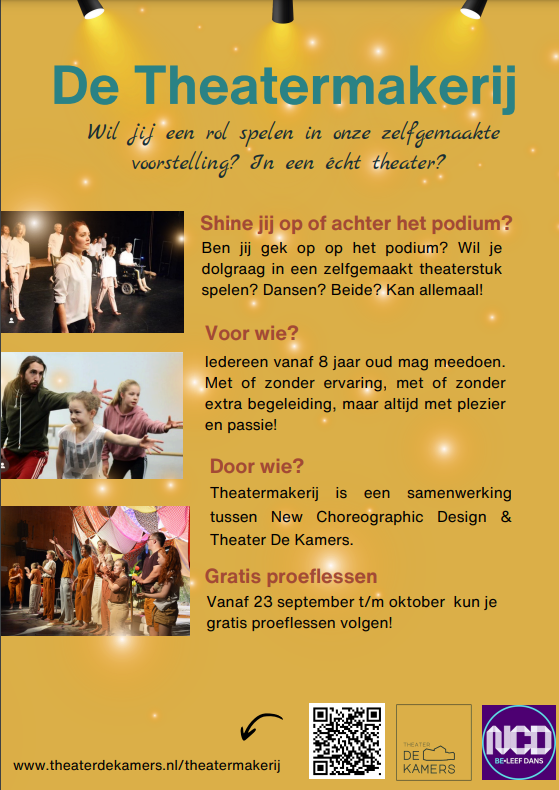 De Theatermakerij
Wil jij een rol spelen in onze zelfgemaakte
voorstelling? In een écht theater?
Shine jij op of achter het podium?
Ben jij gek op op het podium? Wil je
dolgraag in een zelfgemaakt theaterstuk
spelen? Dansen? Beide? Kan allemaal!
Voor wie?
Iedereen vanaf 8 jaar oud mag meedoen.
Met of zonder ervaring, met of zonder
extra begeleiding, maar altijd met plezier
en passie!
Door wie?
Theatermakerij is een samenwerking
tussen New Choreographic Design &
Theater De Kamers.
Gratis proeflessen
Vanaf 23 september t/m oktober kun je
gratis proeflessen volgen!
www.theaterdekamers.nl/theatermakerij
THEATER
DE
KAMERS
NCD
BE•LEEF DANS